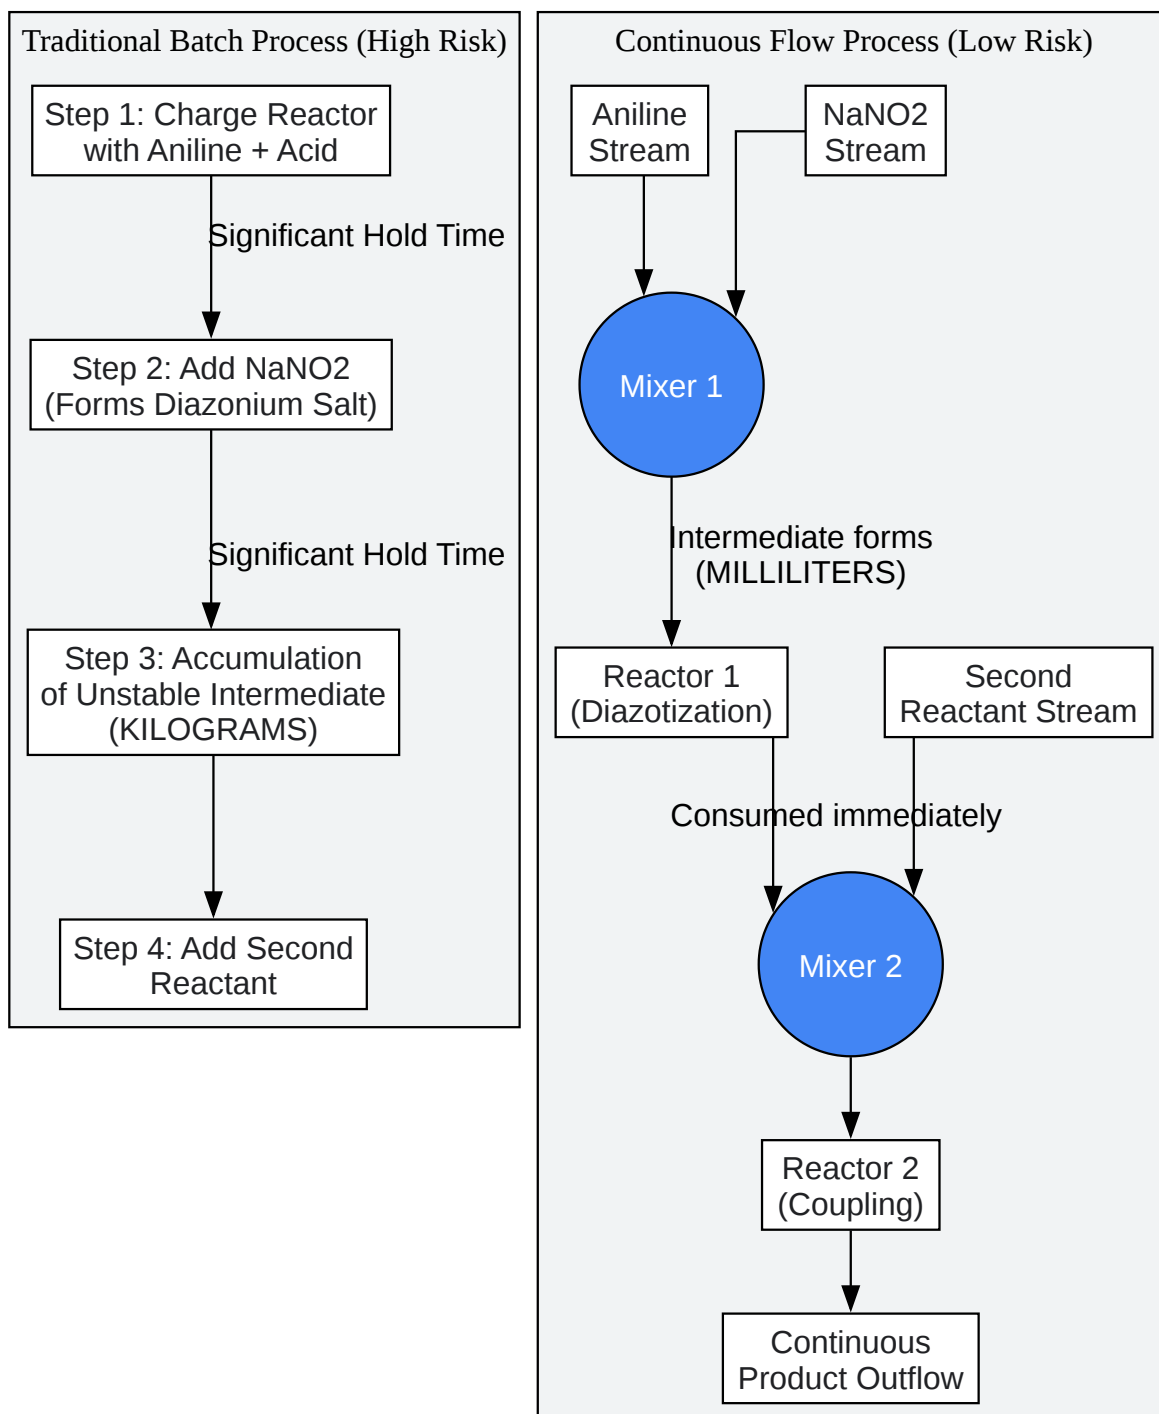 Traditional Batch Process (High Risk)
Step 1: Charge Reactor
with Aniline + Acid
Significant Hold Time
Step 2: Add NaNO2
(Forms Diazonium Salt)
Significant Hold Time
Step 3: Accumulation
of Unstable Intermediate
(KILOGRAMS)
Step 4: Add Second
Reactant
Continuous Flow Process (Low Risk)
Aniline
Stream
NaNO2
Stream
Mixer 1
Intermediate forms
(MILLILITERS)
Reactor 1
(Diazotization)
Second
Reactant Stream
Consumed immediately
Mixer 2
Reactor 2
(Coupling)
Continuous
Product Outflow